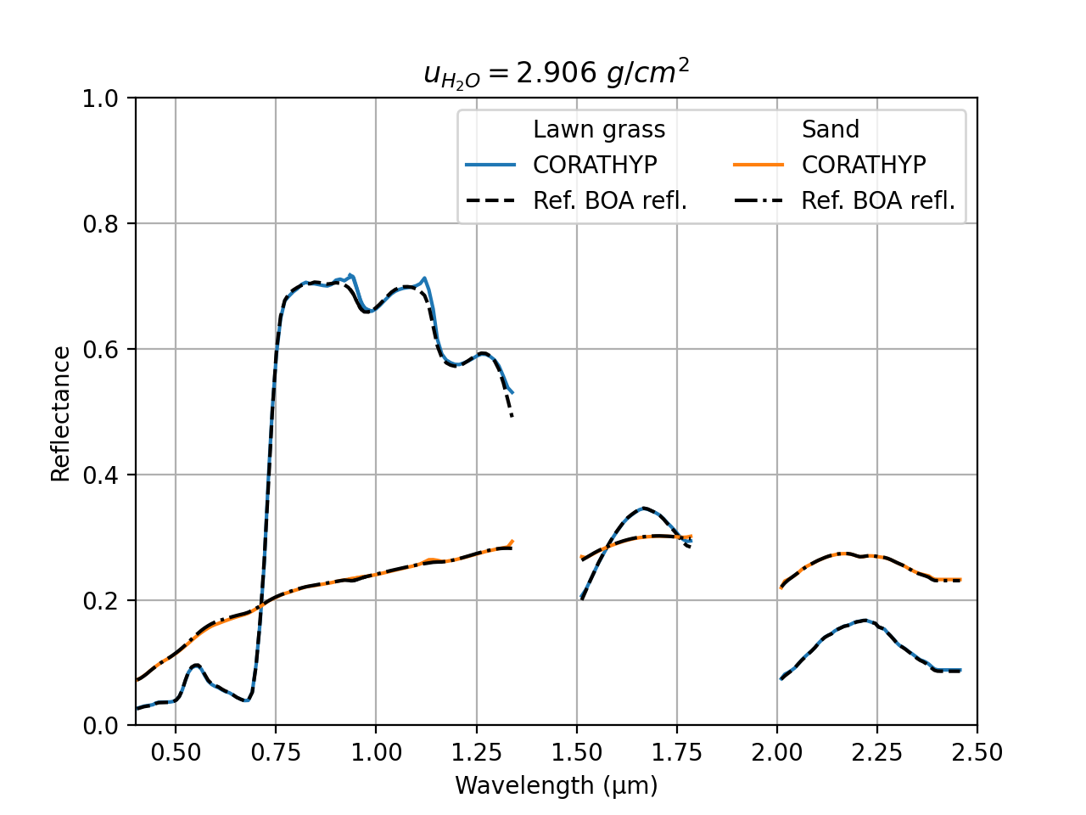 u_{H_2O} = 2.906 g/cm^2
Lawn grass Sand
CORATHYP CORATHYP
Ref. BOA refl. Ref. BOA refl.
1.0
0.8
0.6
0.4
0.2
0.0
Reflectance
0.50 0.75 1.00 1.25 1.50 1.75 2.00 2.25 2.50
Wavelength (μm)